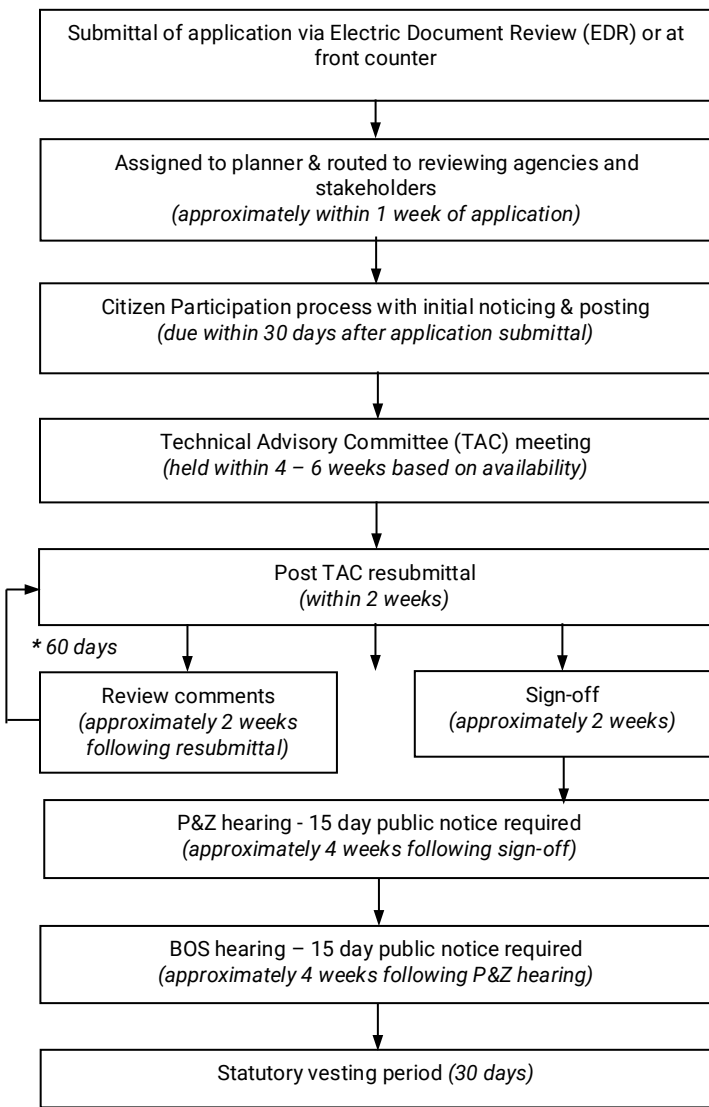 Submittal of application via Electric Document Review (EDR) or at
front counter
Assigned to planner & routed to reviewing agencies and
stakeholders
(approximately within 1 week of application)
Citizen Participation process with initial noticing & posting
(due within 30 days after application submittal)
Technical Advisory Committee (TAC) meeting
(held within 4 – 6 weeks based on availability)
Post TAC resubmittal
(within 2 weeks)
* 60 days
Review comments
(approximately 2 weeks
following resubmittal)
Sign-off
(approximately 2 weeks)
P&Z hearing - 15 day public notice required
(approximately 4 weeks following sign-off)
BOS hearing – 15 day public notice required
(approximately 4 weeks following P&Z hearing)
Statutory vesting period (30 days)